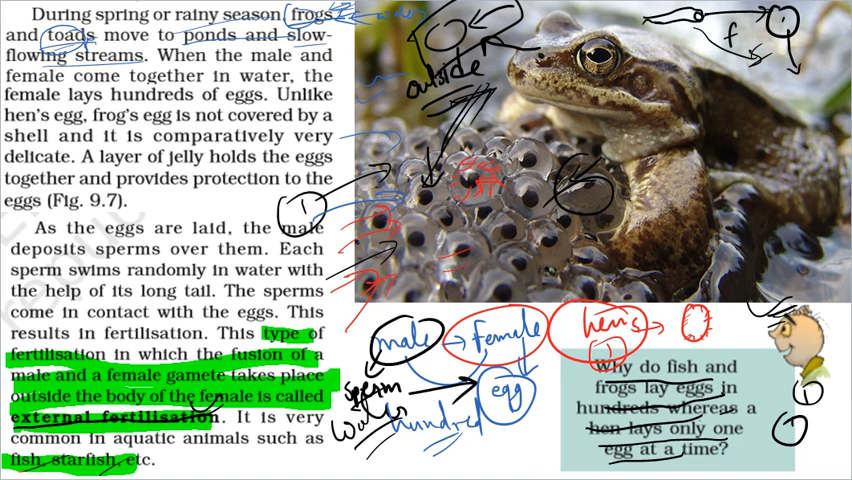 During spring or rainy season, frogs
and toads move to ponds and slow-
flowing streams. When the male and
female come together in water, the
female lays hundreds of eggs. Unlike
hen's egg, frog's egg is not covered by a
shell and it is comparatively very
delicate. A layer of jelly holds the eggs
together and provides protection to the
eggs (Fig. 9.7).
As the eggs are laid, the male
deposits sperms over them. Each
sperm swims randomly in water with
the help of its long tail. The sperms
come in contact with the eggs. This
results in fertilisation. This type of
fertilisation in which the fusion of a
male and a female gamete takes place
outside the body of the female is called
external fertilisation. It is very
common in aquatic animals such as
fish, starfish, etc.
water
outside
f
1
male → female
hen's →
1
sperm
egg
water
hundred
Why do fish and
frogs lay eggs in
hundreds whereas a
hen lays only one
egg at a time?
1